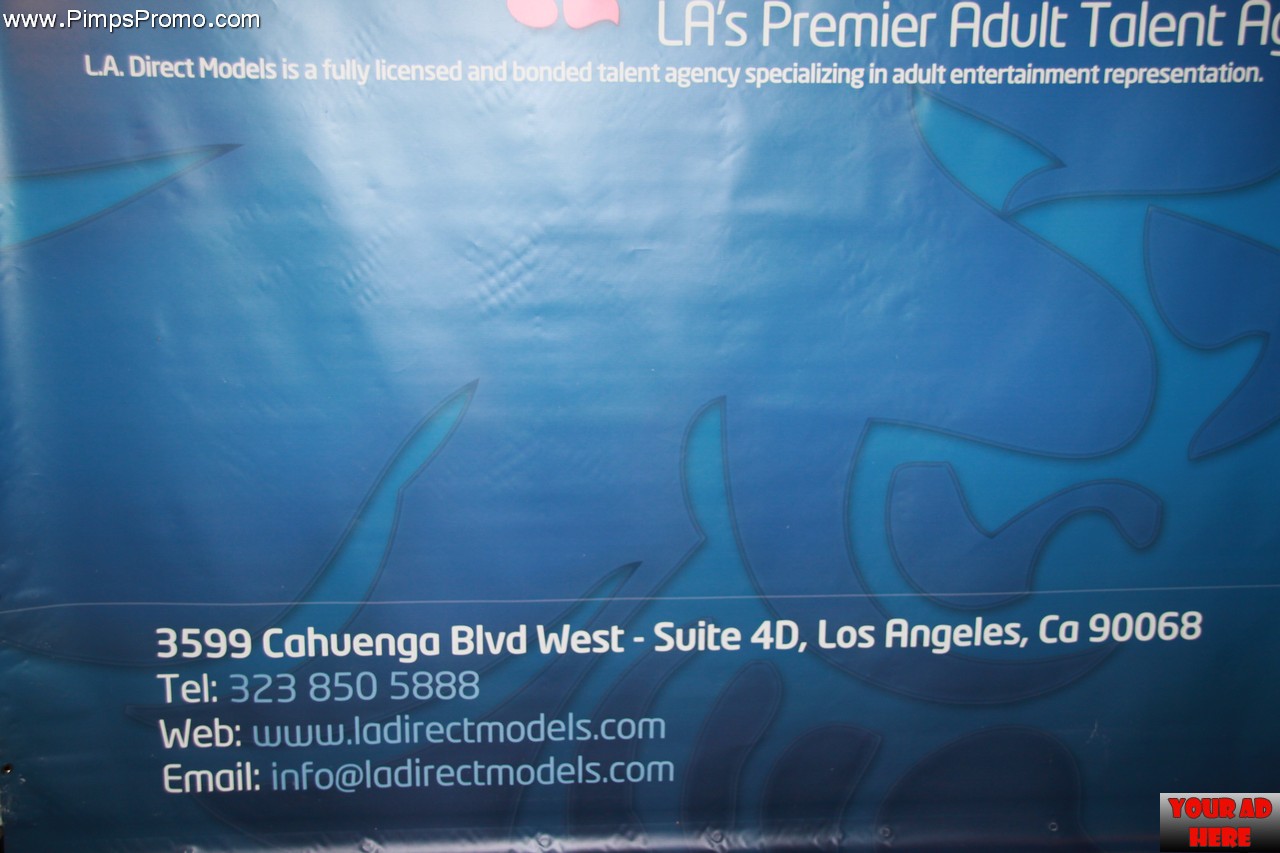 www.PimpsPromo.com
LA's Premier Adult Talent
L.A. Direct Models is a fully licensed and bonded talent agency specializing in adult entertainment representation.
3599 Cahuenga Blvd West - Suite 4D, Los Angeles, Ca 90068
Tel: 323 850 5888
Web: www.ladirectmodels.com
Email: info@ladirectmodels.com
YOUR AD
HERE